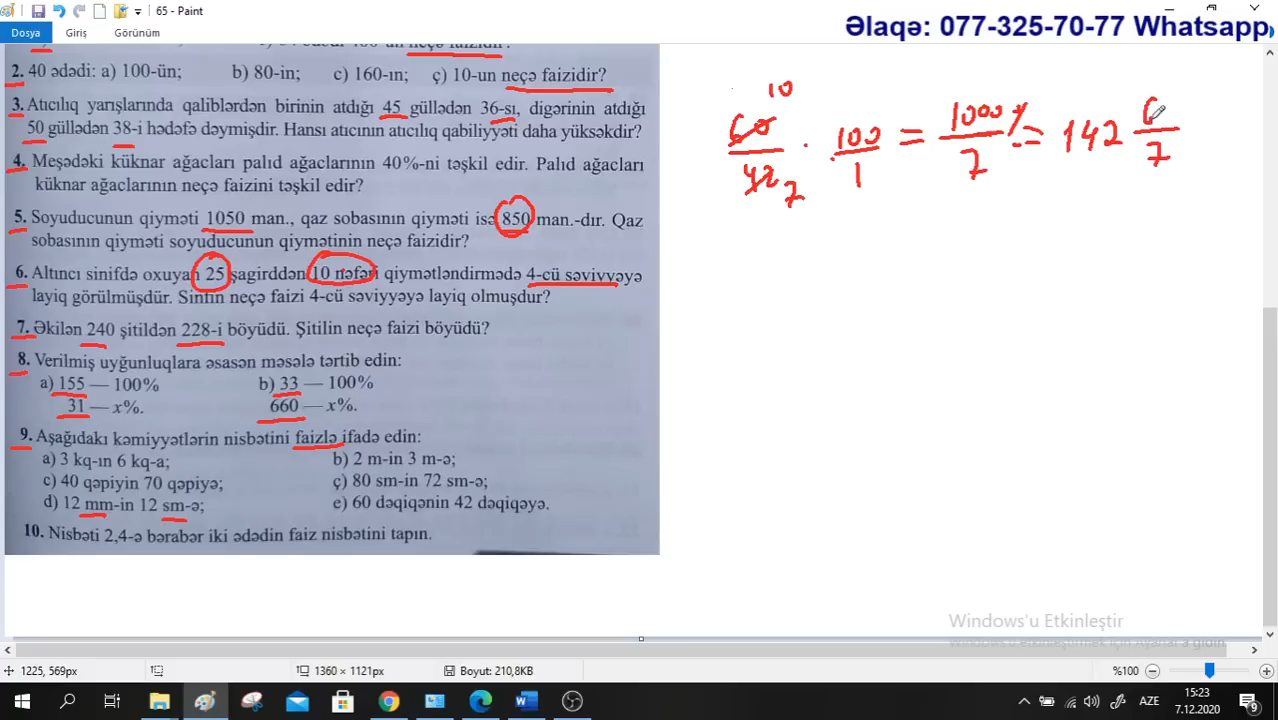 65 - Paint
Əlaqə: 077-325-70-77 Whatsapp
Dosya Giriş Görünüm
neçə faizidir?
2. 40 ədədi: a) 100-ün; b) 80-in; c) 160-ın; ç) 10-un neçə faizidir?
3. Atıcılıq yarışlarında qaliblərdən birinin atdığı 45 güllədən 36-sı, digərinin atdığı
50 güllədən 38-i hədəfə dəymişdir. Hansı atıcının atıcılıq qabiliyyəti daha yüksəkdir?
4. Meşədəki küknar ağacları palıd ağaclarının 40%-ni təşkil edir. Palıd ağacları
küknar ağaclarının neçə faizini təşkil edir?
5. Soyuducunun qiyməti 1050 man., qaz sobasının qiyməti isə 850 man.-dır. Qaz
sobasının qiyməti soyuducunun qiymətinin neçə faizidir?
6. Altıncı sinifdə oxuyan 25 şagirddən 10 nəfəri qiymətləndirmədə 4-cü səviyyəyə
layiq görülmüşdür. Sinfin neçə faizi 4-cü səviyyəyə layiq olmuşdur?
7. Əkilən 240 şitildən 228-i böyüdü. Şitilin neçə faizi böyüdü?
8. Verilmiş uyğunluqlara əsasən məsələ tərtib edin:
a) 155 — 100% b) 33 — 100%
31 — x%. 660 — x%.
9. Aşağıdakı kəmiyyətlərin nisbətini faizlə ifadə edin:
a) 3 kq-ın 6 kq-a; b) 2 m-in 3 m-ə;
c) 40 qəpiyin 70 qəpiyə; ç) 80 sm-in 72 sm-ə;
d) 12 mm-in 12 sm-ə; e) 60 dəqiqənin 42 dəqiqəyə.
10. Nisbəti 2,4-ə bərabər iki ədədin faiz nisbətini tapın.
10
60/42 7 · 100/1 = 1000/7 % = 142 6/7
Windows'u Etkinleştir
Windows'u etkinleştirmek için Ayarlar'a gidin.
1225, 569px 1360 × 1121px Boyut: 210,8KB %100
AZE 15:23
7.12.2020 9